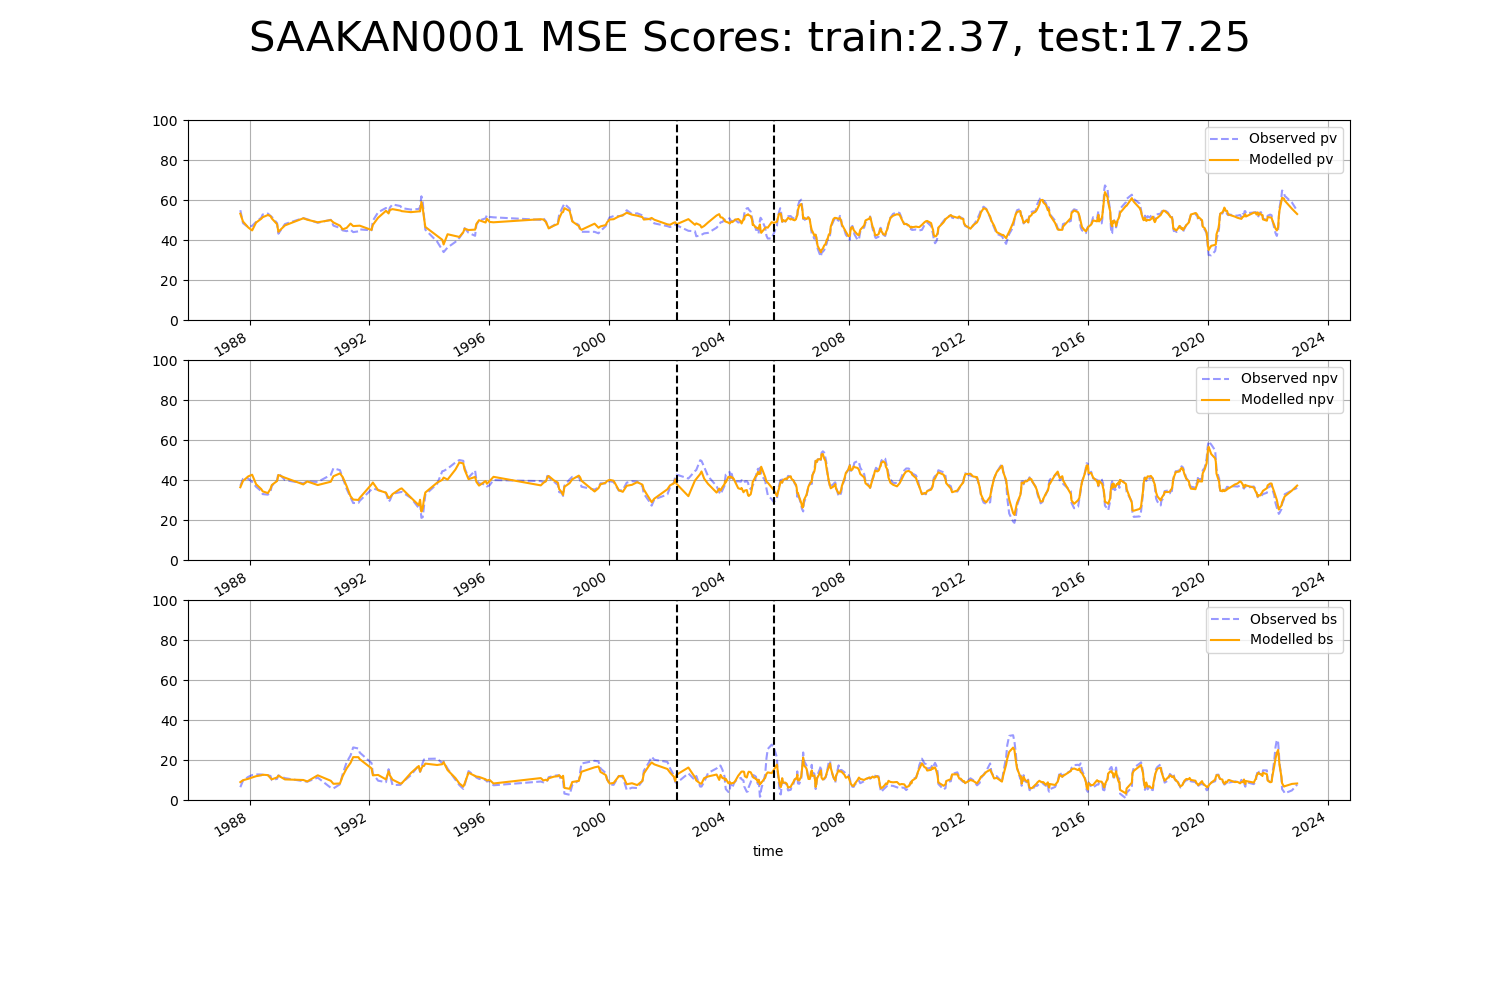 SAAKAN0001 MSE Scores: train:2.37, test:17.25
100
80
60
40
20
0
Observed pv
Modelled pv
1988 1992 1996 2000 2004 2008 2012 2016 2020 2024
100
80
60
40
20
0
Observed npv
Modelled npv
1988 1992 1996 2000 2004 2008 2012 2016 2020 2024
100
80
60
40
20
0
Observed bs
Modelled bs
1988 1992 1996 2000 2004 2008 2012 2016 2020 2024
time